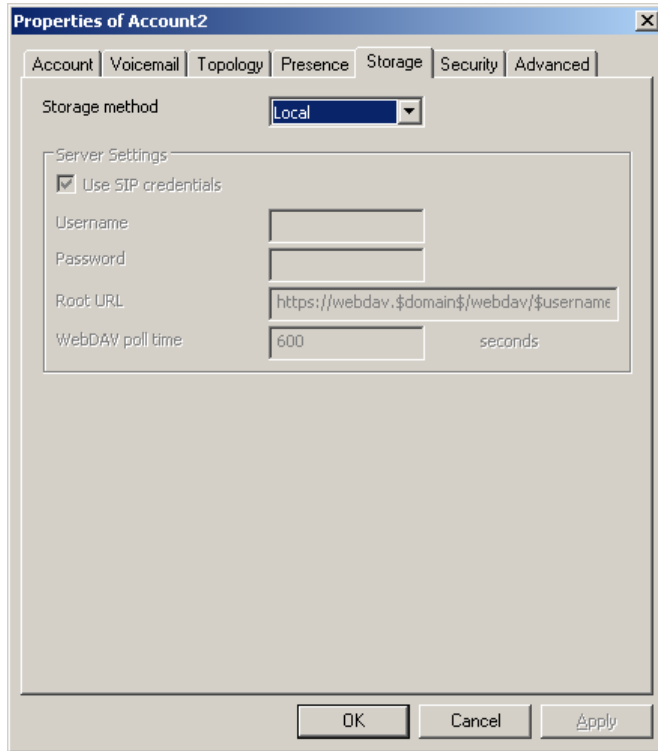 Properties of Account2
Account Voicemail Topology Presence Storage Security Advanced
Storage method Local
Server Settings
Use SIP credentials
Username
Password
Root URL https://webdav.$domain$/webdav/$username
WebDAV poll time 600 seconds
OK Cancel Apply